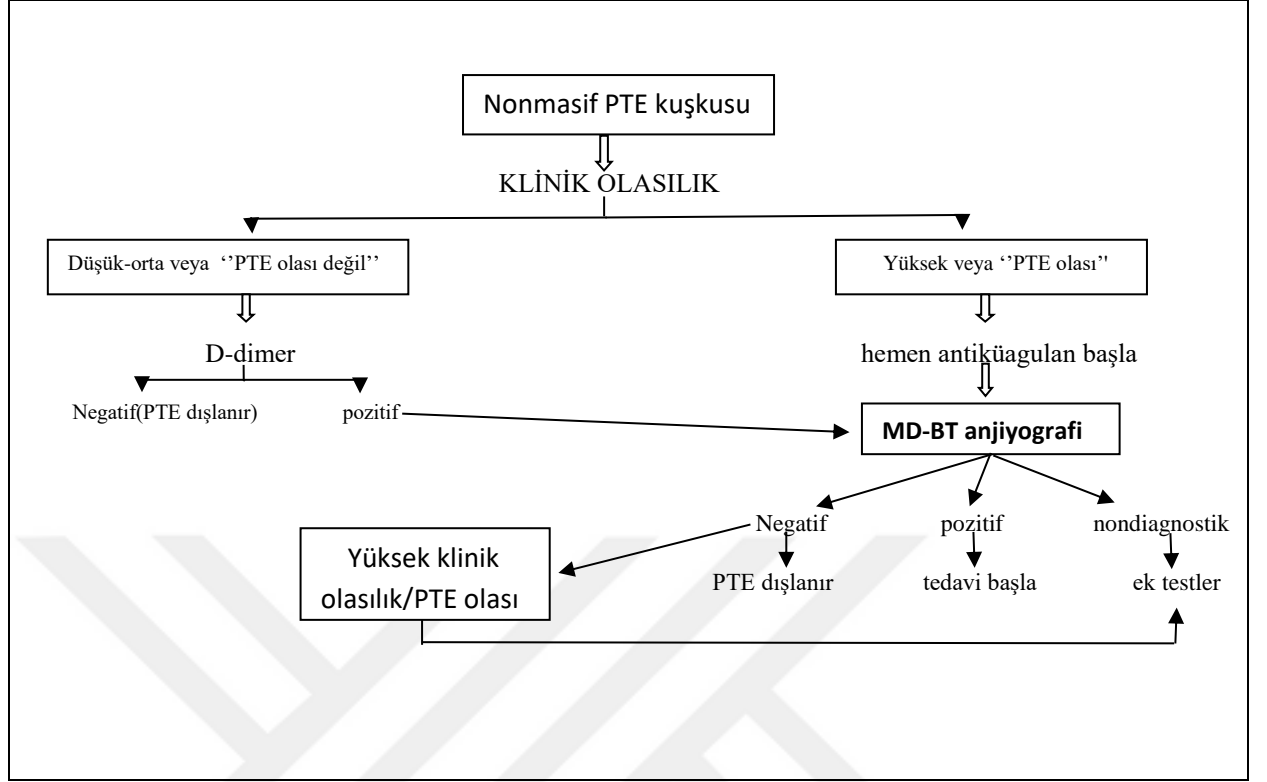 Nonmasif PTE kuşkusu
KLİNİK OLASILIK
Düşük-orta veya ‘’PTE olası değil’’
Yüksek veya ‘’PTE olası"
D-dimer
hemen antiküagulan başla
Negatif(PTE dışlanır)
pozitif
MD-BT anjiyografi
Negatif
pozitif
nondiagnostik
Yüksek klinik
olasılık/PTE olası
PTE dışlanır
tedavi başla
ek testler